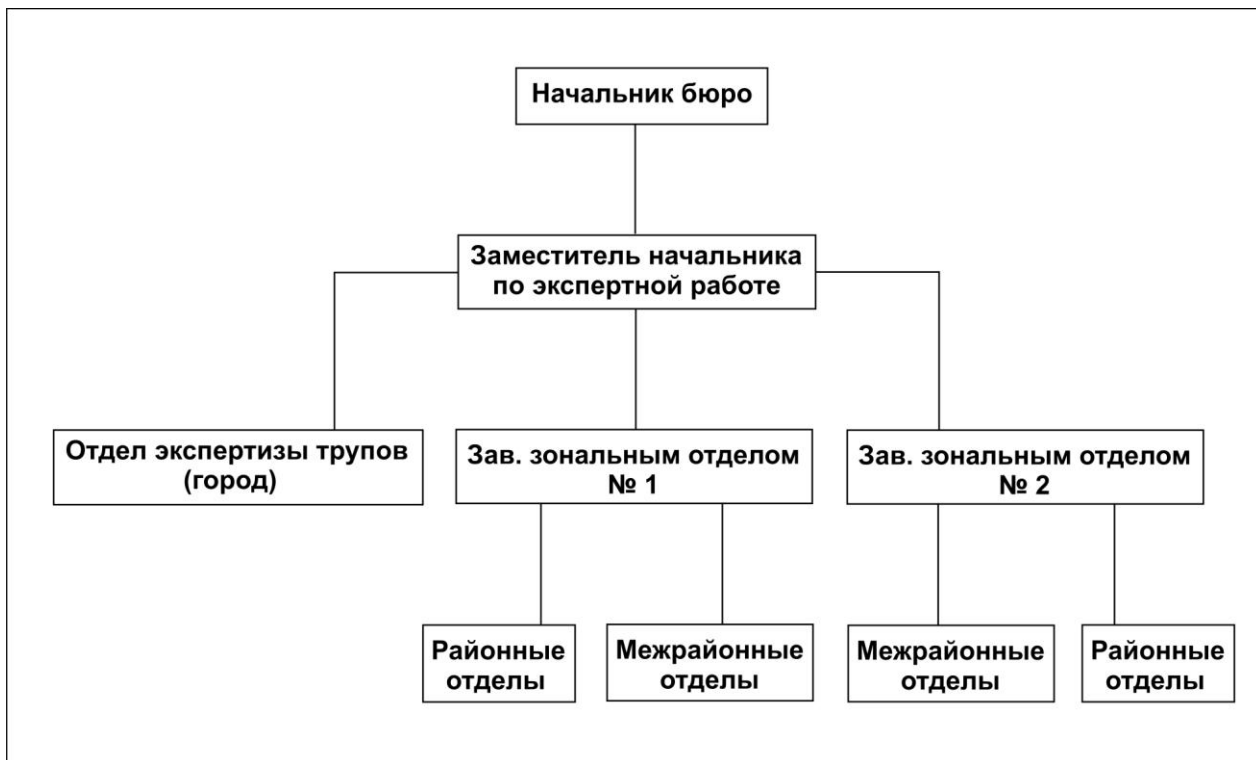 Начальник бюро
Заместитель начальника
по экспертной работе
Отдел экспертизы трупов
(город)
Зав. зональным отделом
№ 1
Зав. зональным отделом
№ 2
Районные
отделы
Межрайонные
отделы
Межрайонные
отделы
Районные
отделы